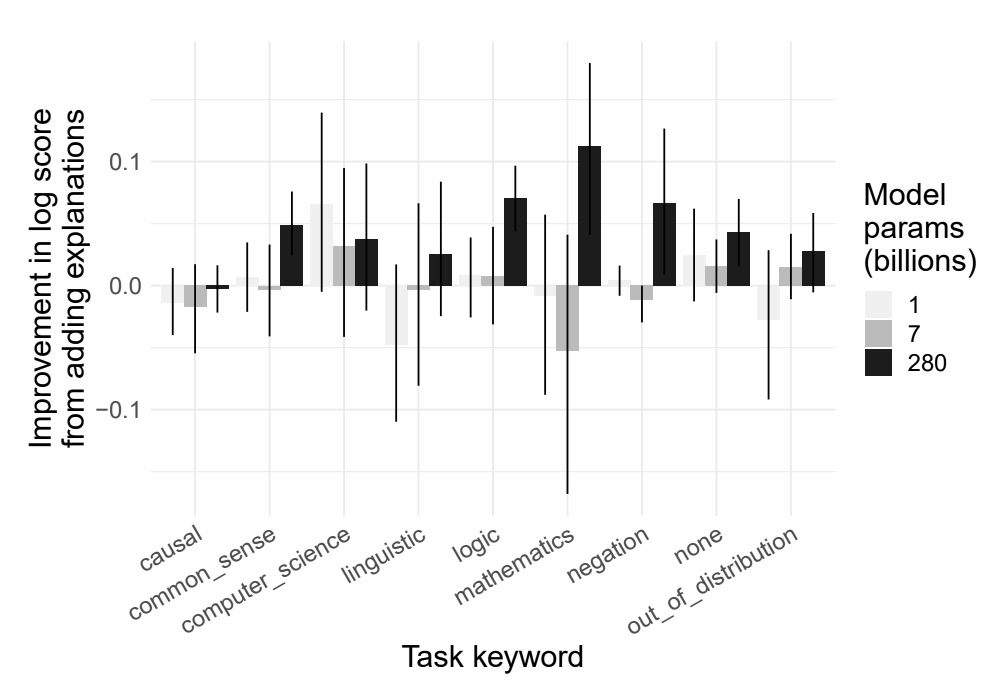 Improvement in log score
from adding explanations
0.1
0.0
−0.1
causal
common_sense
computer_science
linguistic
logic
mathematics
negation
none
out_of_distribution
Task keyword
Model
params
(billions)
1
7
280